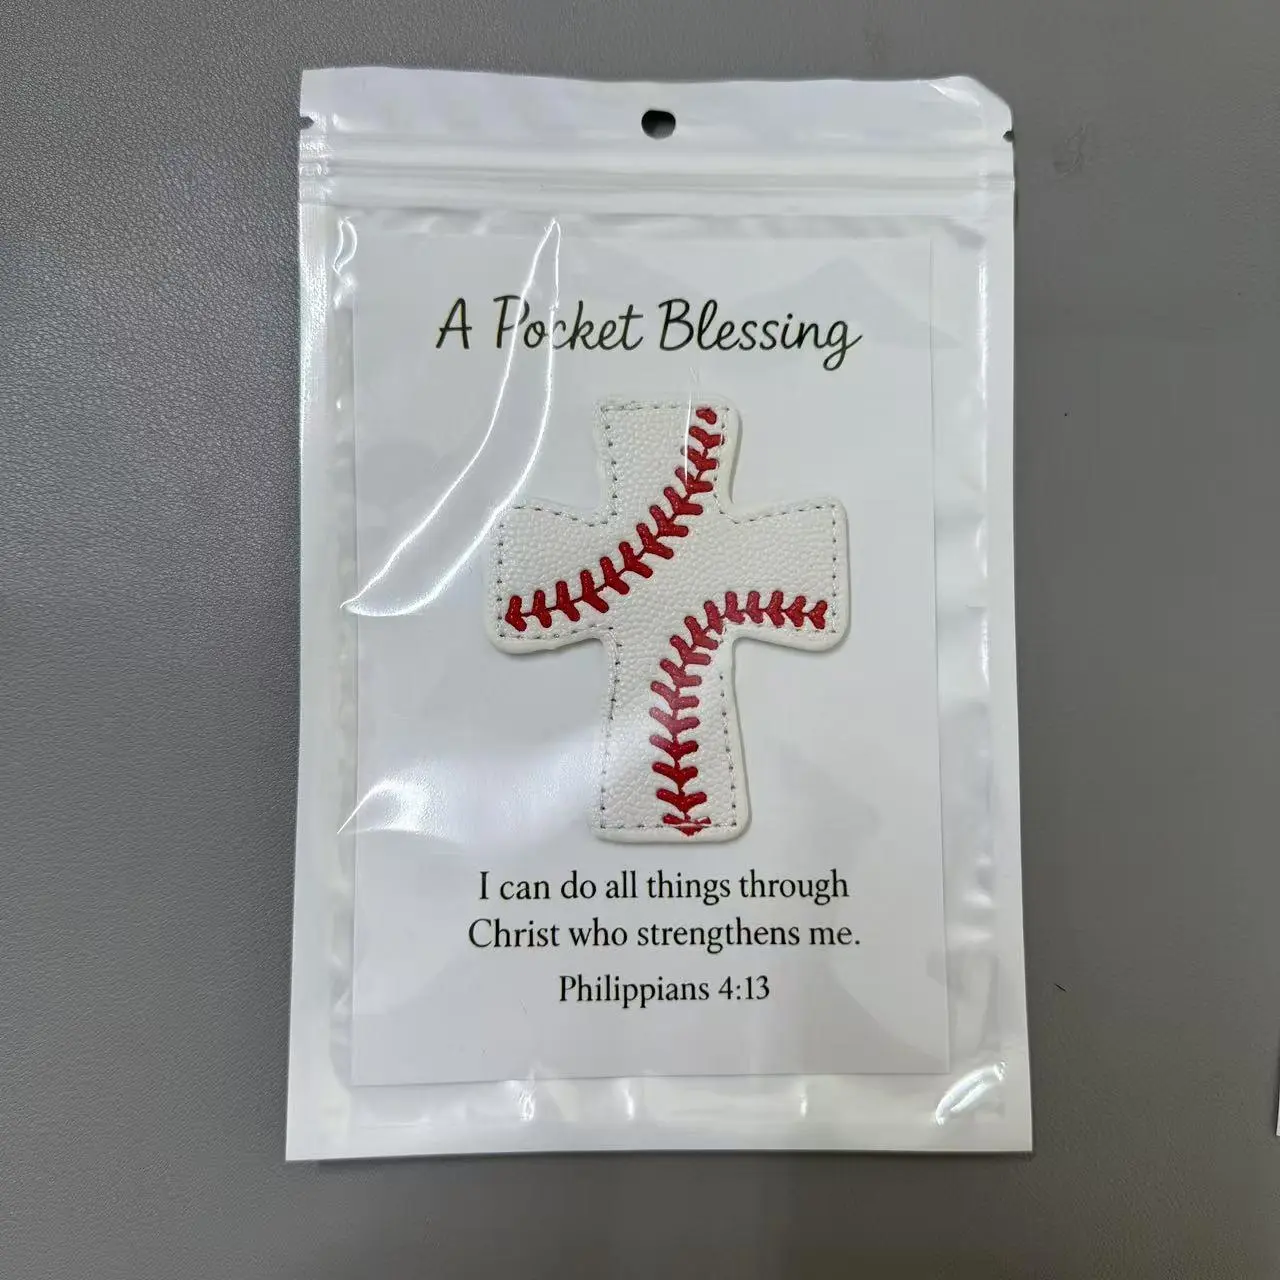 A Pocket Blessing
I can do all things through
Christ who strengthens me.
Philippians 4:13